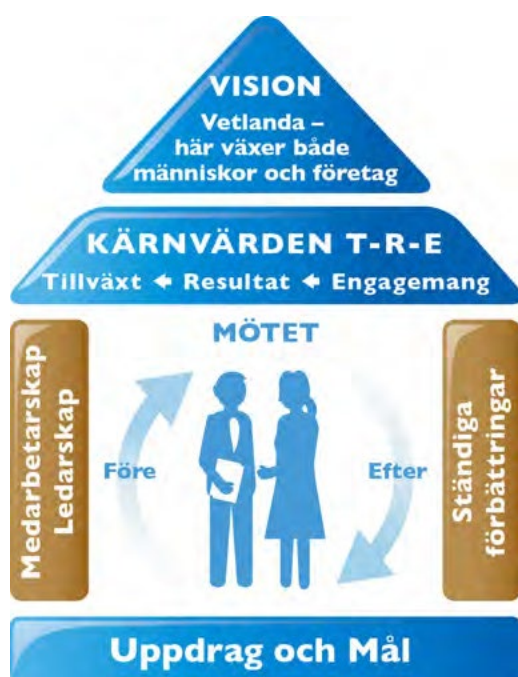 VISION
Vetlanda –
här växer både
människor och företag
KÄRNVÄRDEN T-R-E
Tillväxt ← Resultat ← Engagemang
MÖTET
Medarbetarskap
Ledarskap
Före
Efter
Ständiga
förbättringar
Uppdrag och Mål